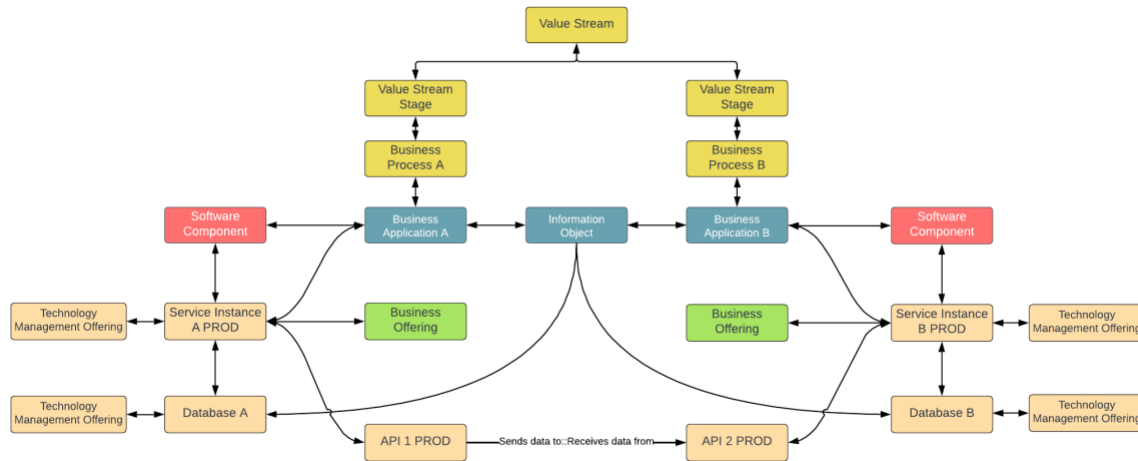 Value Stream
Value Stream
Stage
Value Stream
Stage
Business
Process A
Business
Process B
Software
Component
Business
Application A
Information
Object
Business
Application B
Software
Component
Technology
Management Offering
Service Instance
A PROD
Business
Offering
Business
Offering
Service Instance
B PROD
Technology
Management Offering
Technology
Management Offering
Database A
Database B
Technology
Management Offering
API 1 PROD
Sends data to::Receives data from
API 2 PROD